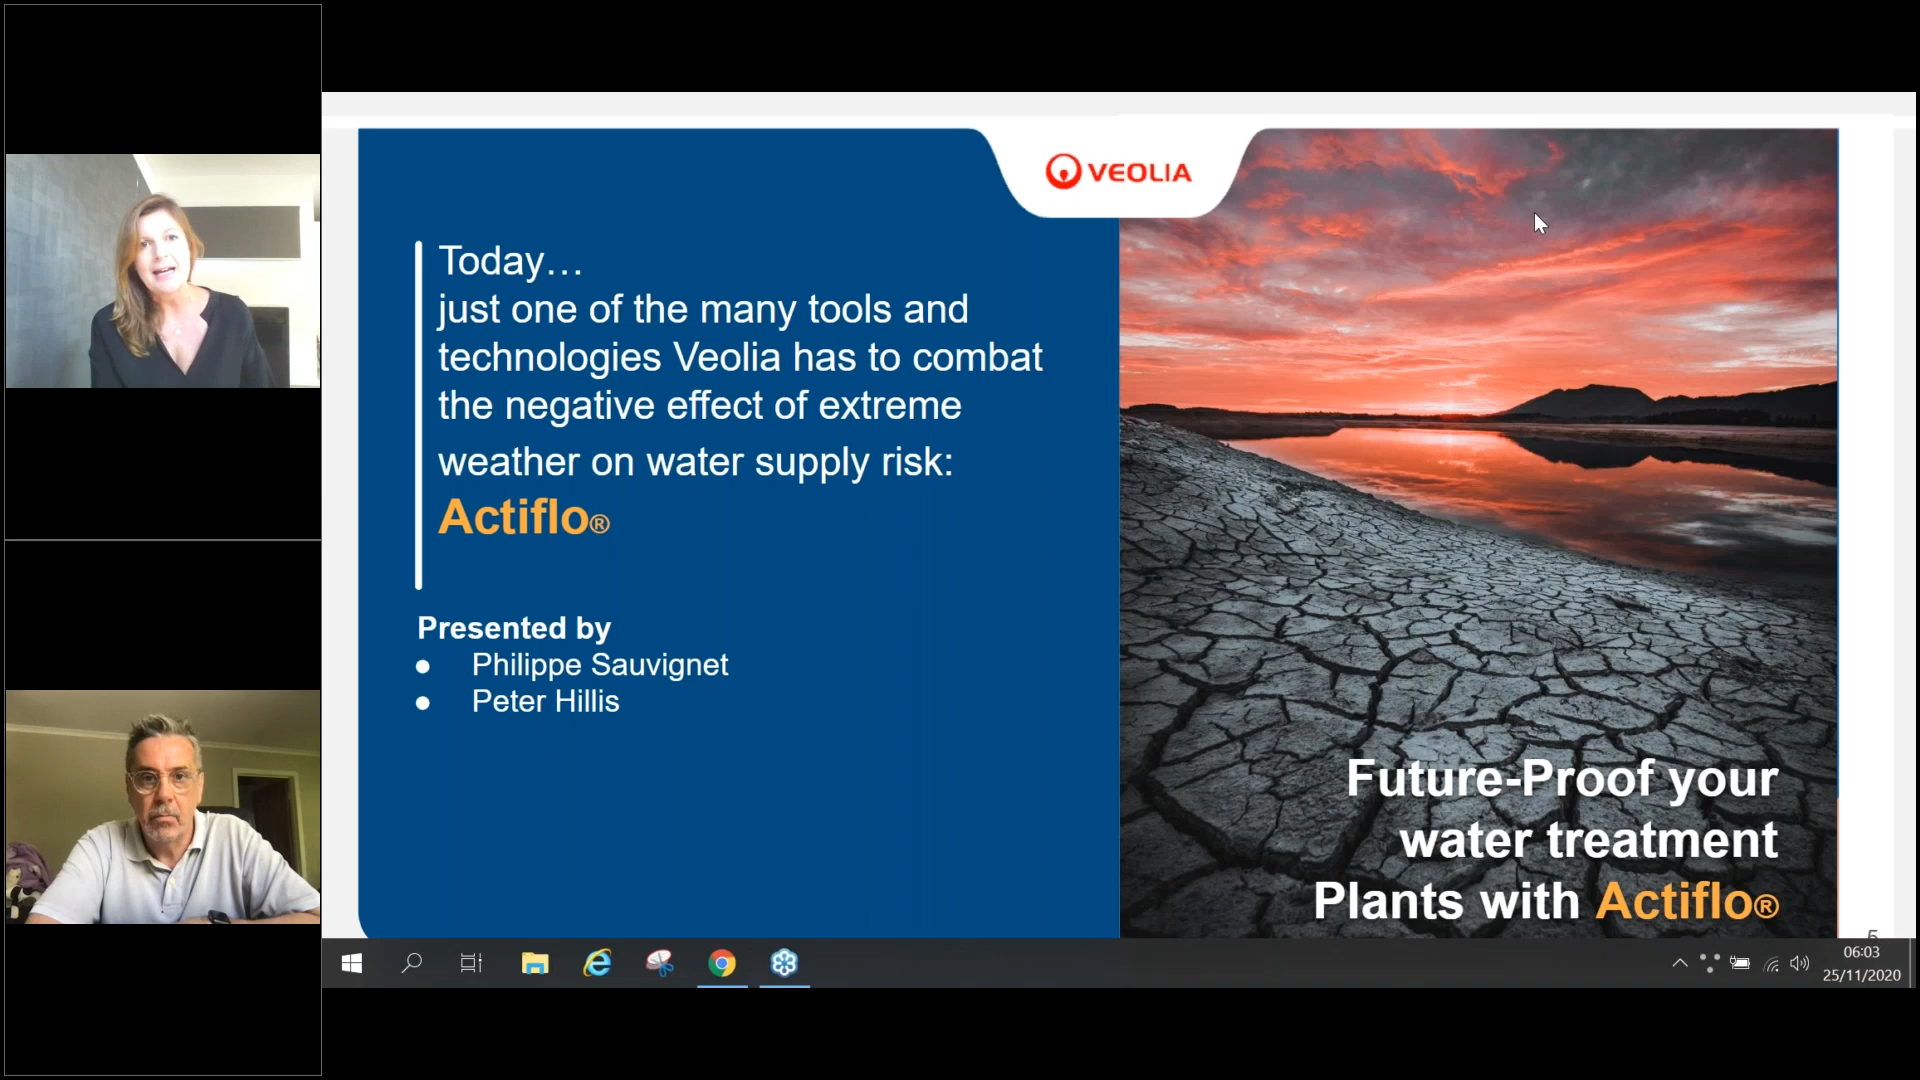 VEOLIA
Today…
just one of the many tools and
technologies Veolia has to combat
the negative effect of extreme
weather on water supply risk:
Actiflo®
Presented by
● Philippe Sauvignet
● Peter Hillis
Future-Proof your
water treatment
Plants with Actiflo®
5
06:03
25/11/2020